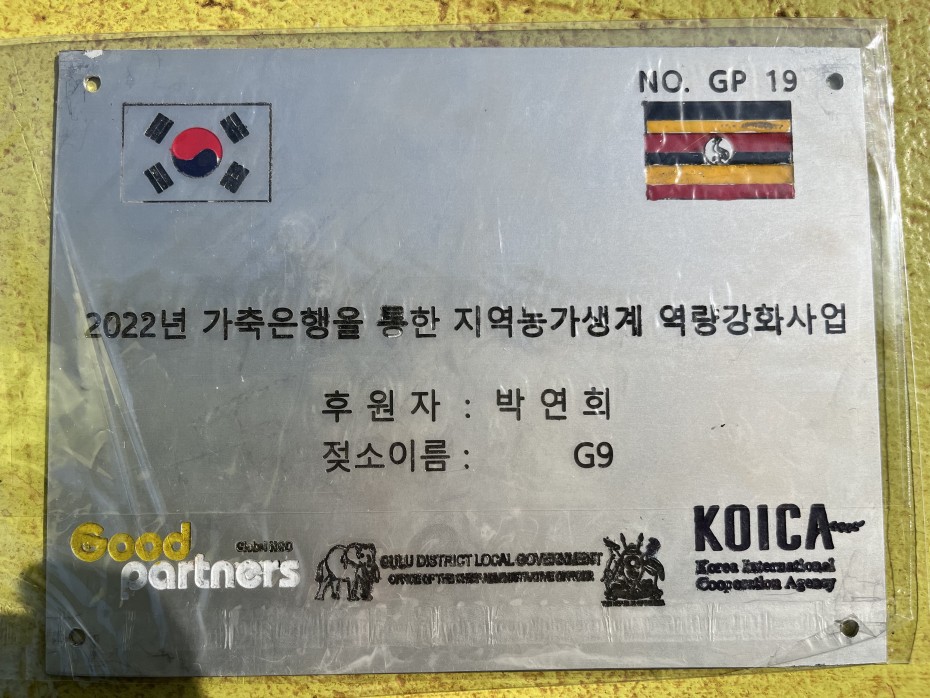 NO. GP 19
2022년 가축은행을 통한 지역농가생계 역량강화사업
후원자 : 박연희
젖소이름 : G9
Good partners
Global NGO
GULU DISTRICT LOCAL GOVERNMENT
OFFICE OF THE CHIEF ADMINISTRATIVE OFFICER
KOICA
Korea International
Cooperation Agency